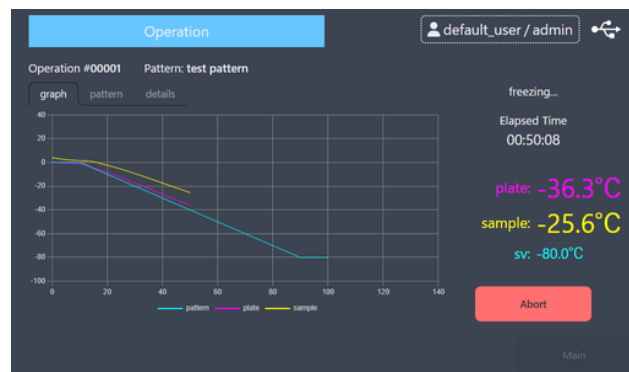 Operation
default_user / admin
Operation #00001 Pattern: test pattern
graph pattern details
freezing...
Elapsed Time
00:50:08
plate: -36.3°C
sample: -25.6°C
sv: -80.0°C
Abort
Main
40
20
0
-20
-40
-60
-80
-100
0 20 40 60 80 100 120 140
pattern plate sample